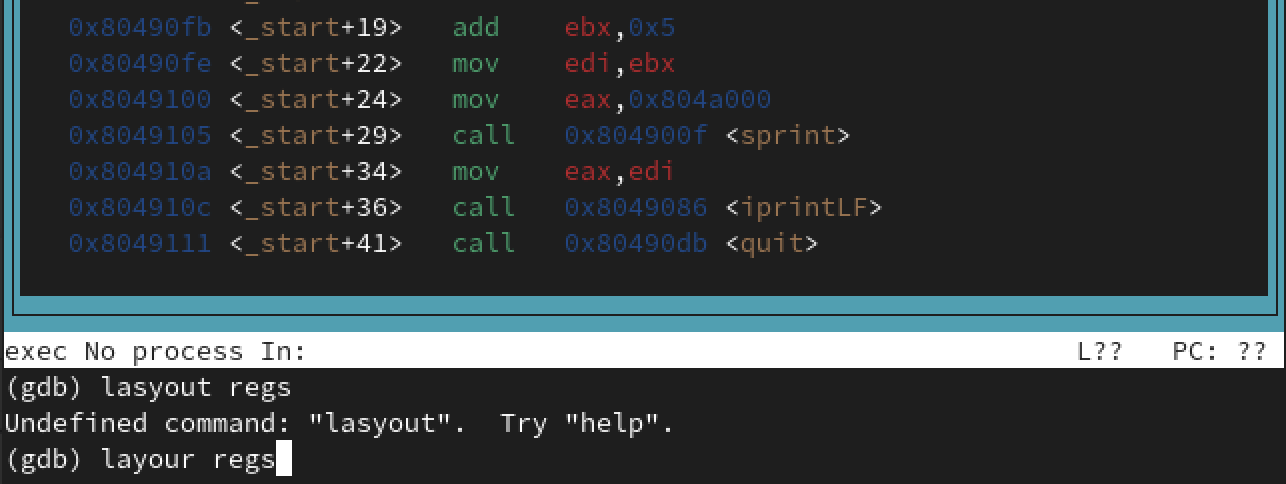 0x80490fb <_start+19> add ebx,0x5
0x80490fe <_start+22> mov edi,ebx
0x8049100 <_start+24> mov eax,0x804a000
0x8049105 <_start+29> call 0x804900f <sprint>
0x804910a <_start+34> mov eax,edi
0x804910c <_start+36> call 0x8049086 <iprintLF>
0x8049111 <_start+41> call 0x80490db <quit>
exec No process In: L?? PC: ??
(gdb) lasyout regs
Undefined command: "lasyout". Try "help".
(gdb) layour regs